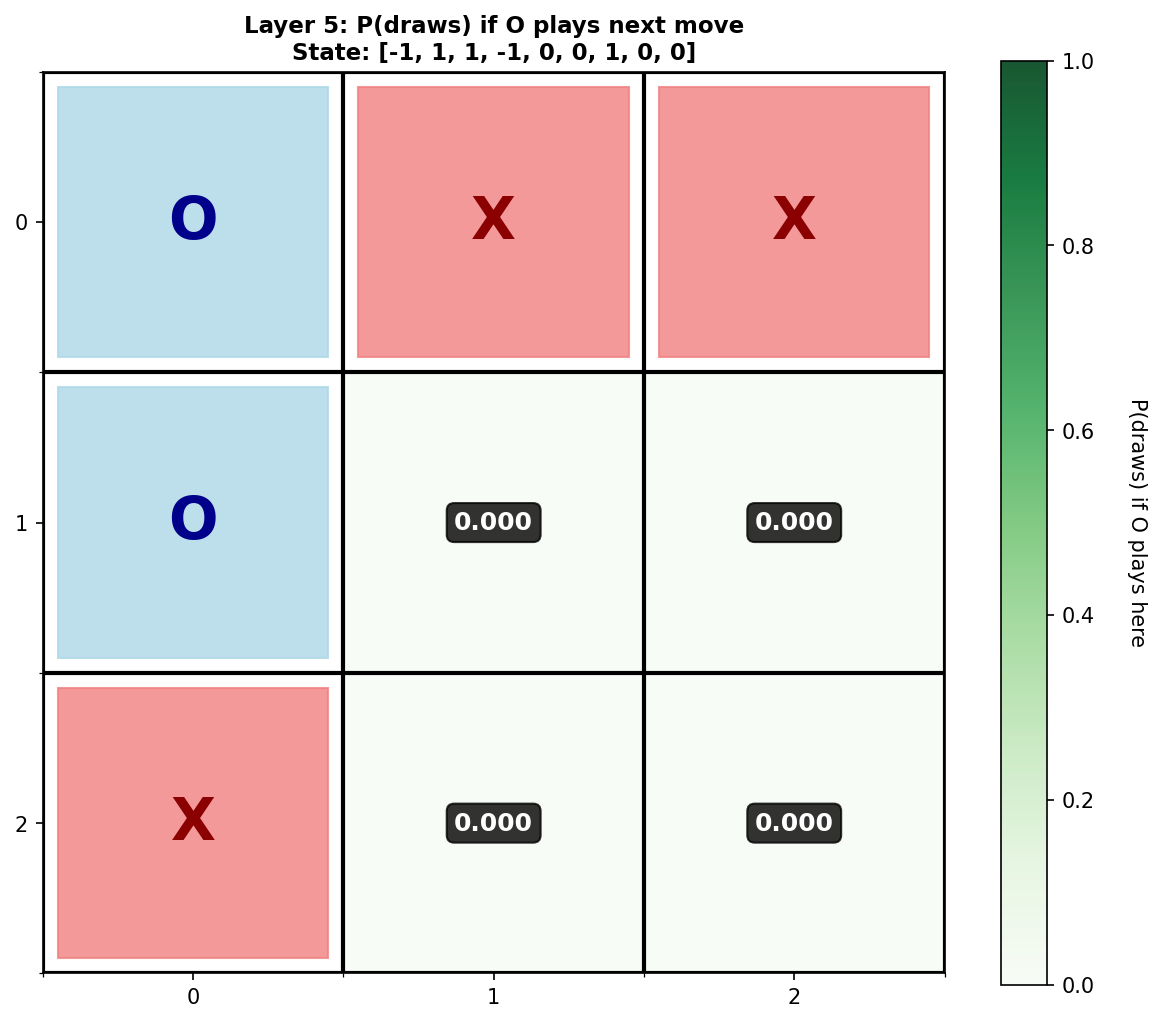 Layer 5: P(draws) if O plays next move
State: [-1, 1, 1, -1, 0, 0, 1, 0, 0]
0
O
X
X
1
O
0.000
0.000
2
X
0.000
0.000
0
1
2
1.0
0.8
0.6
0.4
0.2
0.0
P(draws) if O plays here